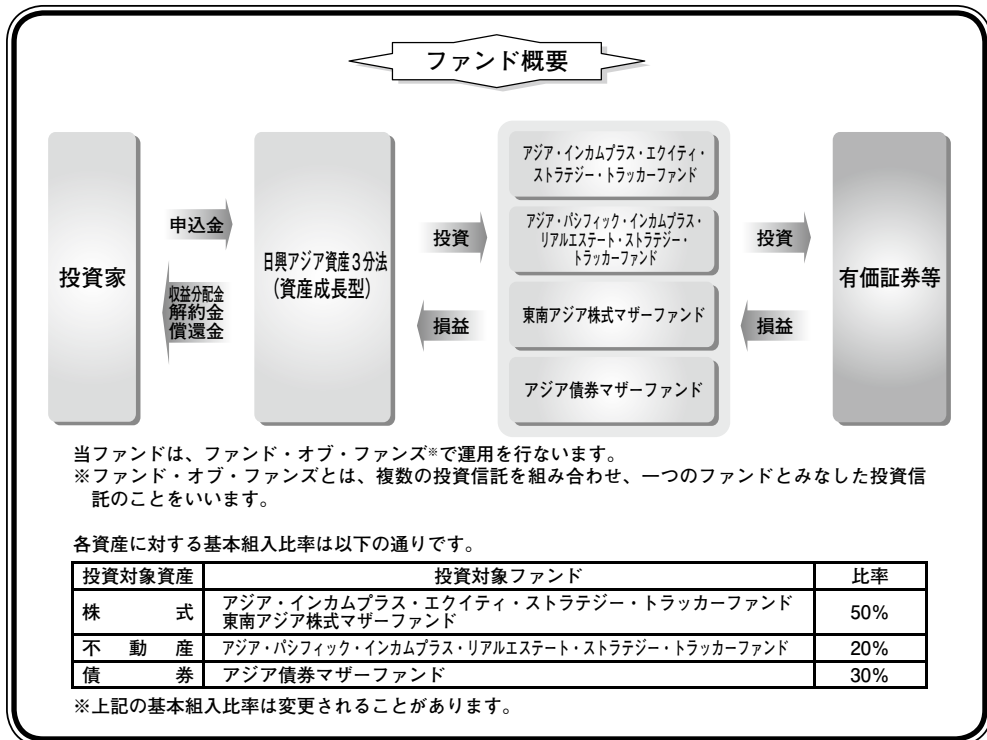 ファンド概要
投資家
申込金
収益分配金
解約金
償還金
日興アジア資産3分法
(資産成長型)
投資
損益
アジア・インカムプラス・エクイティ・
ストラテジー・トラッカーファンド
アジア・パシフィック・インカムプラス・
リアルエステート・ストラテジー・
トラッカーファンド
東南アジア株式マザーファンド
アジア債券マザーファンド
投資
損益
有価証券等
当ファンドは、ファンド・オブ・ファンズ※で運用を行ないます。
※ファンド・オブ・ファンズとは、複数の投資信託を組み合わせ、一つのファンドとみなした投資信
託のことをいいます。
各資産に対する基本組入比率は以下の通りです。
投資対象資産 投資対象ファンド 比率
株式 アジア・インカムプラス・エクイティ・ストラテジー・トラッカーファンド
東南アジア株式マザーファンド 50%
不動産 アジア・パシフィック・インカムプラス・リアルエステート・ストラテジー・トラッカーファンド 20%
債券 アジア債券マザーファンド 30%
※上記の基本組入比率は変更されることがあります。